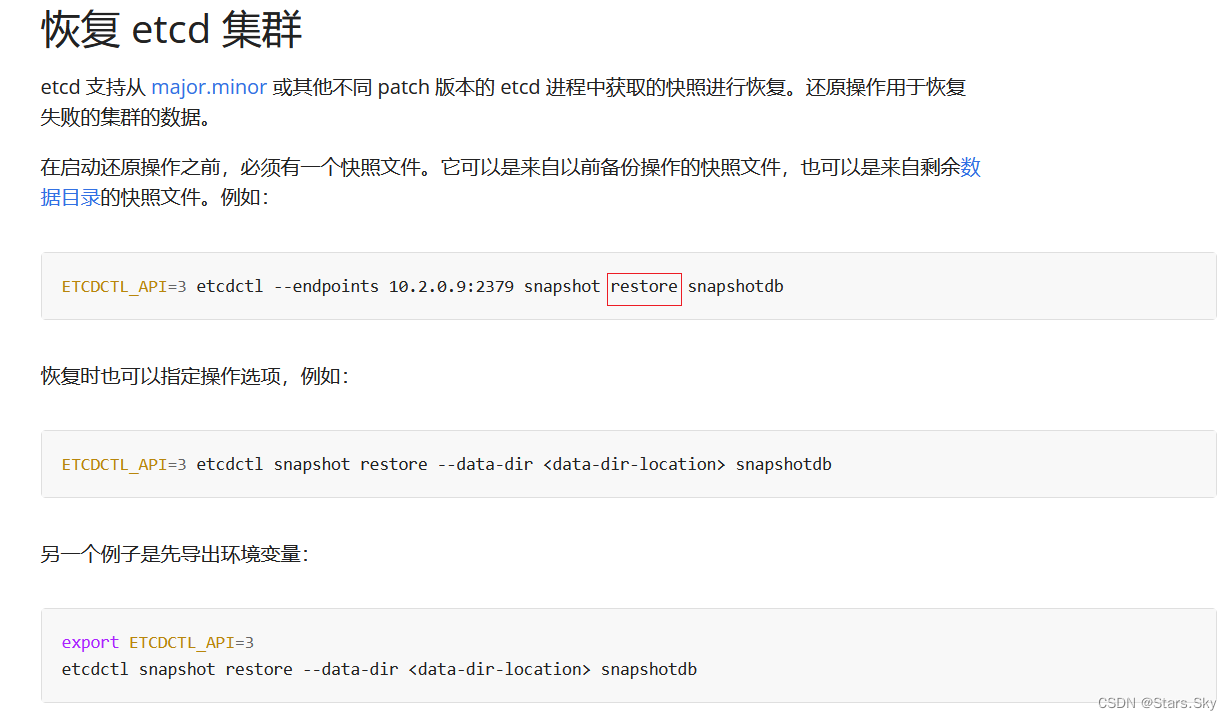 恢复 etcd 集群
etcd 支持从 major.minor 或其他不同 patch 版本的 etcd 进程中获取的快照进行恢复。还原操作用于恢复
失败的集群的数据。
在启动还原操作之前，必须有一个快照文件。它可以是来自以前备份操作的快照文件，也可以是来自剩余数
据目录的快照文件。例如：
ETCDCTL_API=3 etcdctl --endpoints 10.2.0.9:2379 snapshot restore snapshotdb
恢复时也可以指定操作选项，例如：
ETCDCTL_API=3 etcdctl snapshot restore --data-dir <data-dir-location> snapshotdb
另一个例子是先导出环境变量：
export ETCDCTL_API=3
etcdctl snapshot restore --data-dir <data-dir-location> snapshotdb
CSDN @Stars.Sky